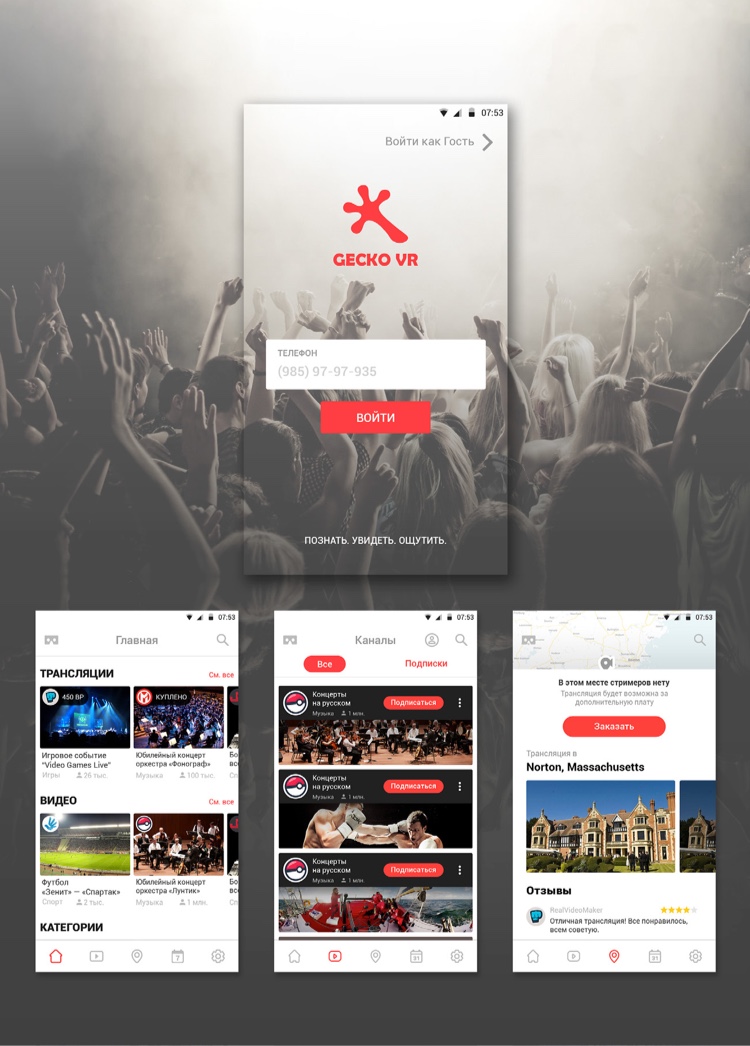 07:53
Войти как Гость
GECKO VR
ТЕЛЕФОН
(985) 97-97-935
ВОЙТИ
ПОЗНАТЬ. УВИДЕТЬ. ОЩУТИТЬ.
07:53
Главная
ТРАНСЛЯЦИИ
См. все
450 BP
КУПЛЕНО
Игровое событие
"Video Games Live"
Игры
26 тыс.
Юбилейный концерт
оркестра «Фонограф»
Музыка
100 тыс.
Бо
Сп
ВИДЕО
См. все
Футбол
«Зенит» — «Спартак»
Спорт
2 тыс.
Юбилейный концерт
оркестра «Лунтик»
Музыка
1 млн.
Бо
Сп
КАТЕГОРИИ
7
07:53
Каналы
Все
Подписки
Концерты
на русском
Музыка
1 млн.
Подписаться
Концерты
на русском
Музыка
1 млн.
Подписаться
Концерты
на русском
Музыка
1 млн.
Подписаться
31
07:53
В этом месте стримеров нету
Трансляция будет возможна за
дополнительную плату
Заказать
Трансляция в
Norton, Massachusetts
Отзывы
RealVideoMaker
Отличная трансляция! Все понравилось,
всем советую.
31